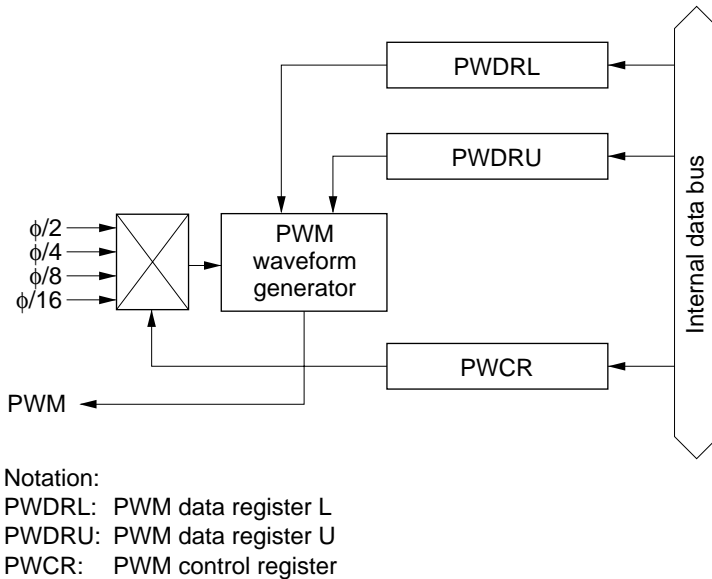 PWDRL
PWDRU
Internal data bus
ϕ/2
ϕ/4
ϕ/8
ϕ/16
PWM
waveform
generator
PWCR
PWM
Notation:
PWDRL: PWM data register L
PWDRU: PWM data register U
PWCR: PWM control register